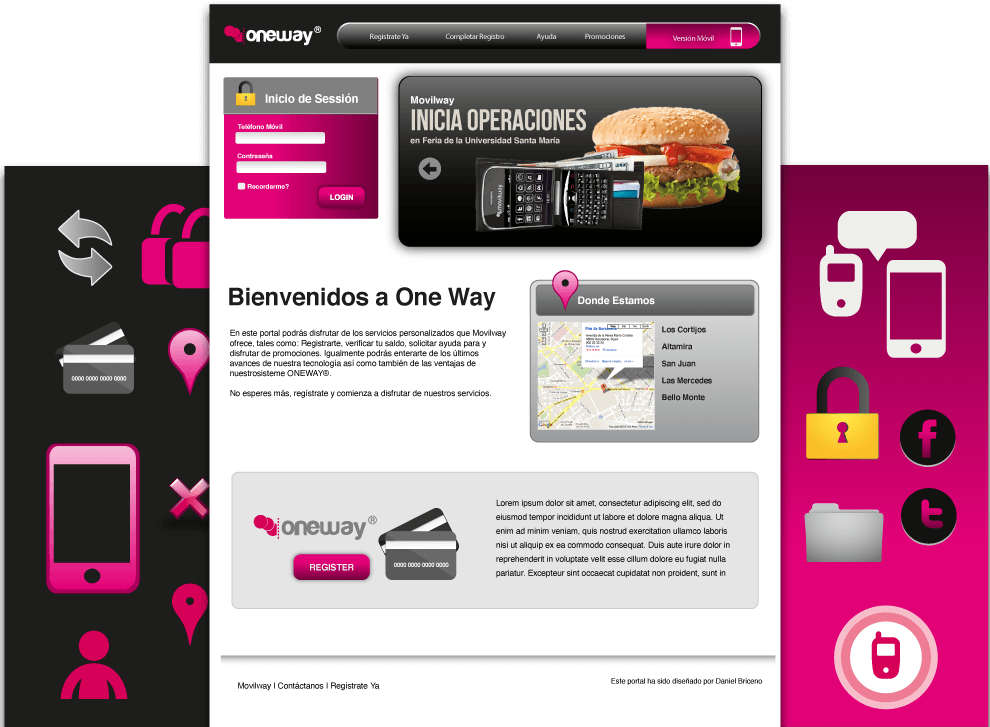 oneway®
Registrate Ya
Completar Registro
Ayuda
Promociones
Versión Móvil
Inicio de Sessión
Teléfono Móvil
Contraseña
Recordarme?
LOGIN
Movilway
INICIA OPERACIONES
en Feria de la Universidad Santa María
movilway
Bienvenidos a One Way
En este portal podrás disfrutar de los servicios personalizados que Movilway
ofrece, tales como: Registrarte, verificar tu saldo, solicitar ayuda para y
disfrutar de promociones. Igualmente podrás enterarte de los últimos
avances de nuestra tecnología así como también de las ventajas de
nuestrosisteme ONEWAY®.
No esperes más, regístrate y comienza a disfrutar de nuestros servicios.
Donde Estamos
Los Cortijos
Altamira
San Juan
Las Mercedes
Bello Monte
0000 0000 0000 0000
oneway®
REGISTER
0000 0000 0000 0000
Lorem ipsum dolor sit amet, consectetur adipiscing elit, sed do
eiusmod tempor incididunt ut labore et dolore magna aliqua. Ut
enim ad minim veniam, quis nostrud exercitation ullamco laboris
nisi ut aliquip ex ea commodo consequat. Duis aute irure dolor in
reprehenderit in voluptate velit esse cillum dolore eu fugiat nulla
pariatur. Excepteur sint occaecat cupidatat non proident, sunt in
Movilway I Contáctanos I Regístrate Ya
Este portal ha sido diseñado por Daniel Briceno